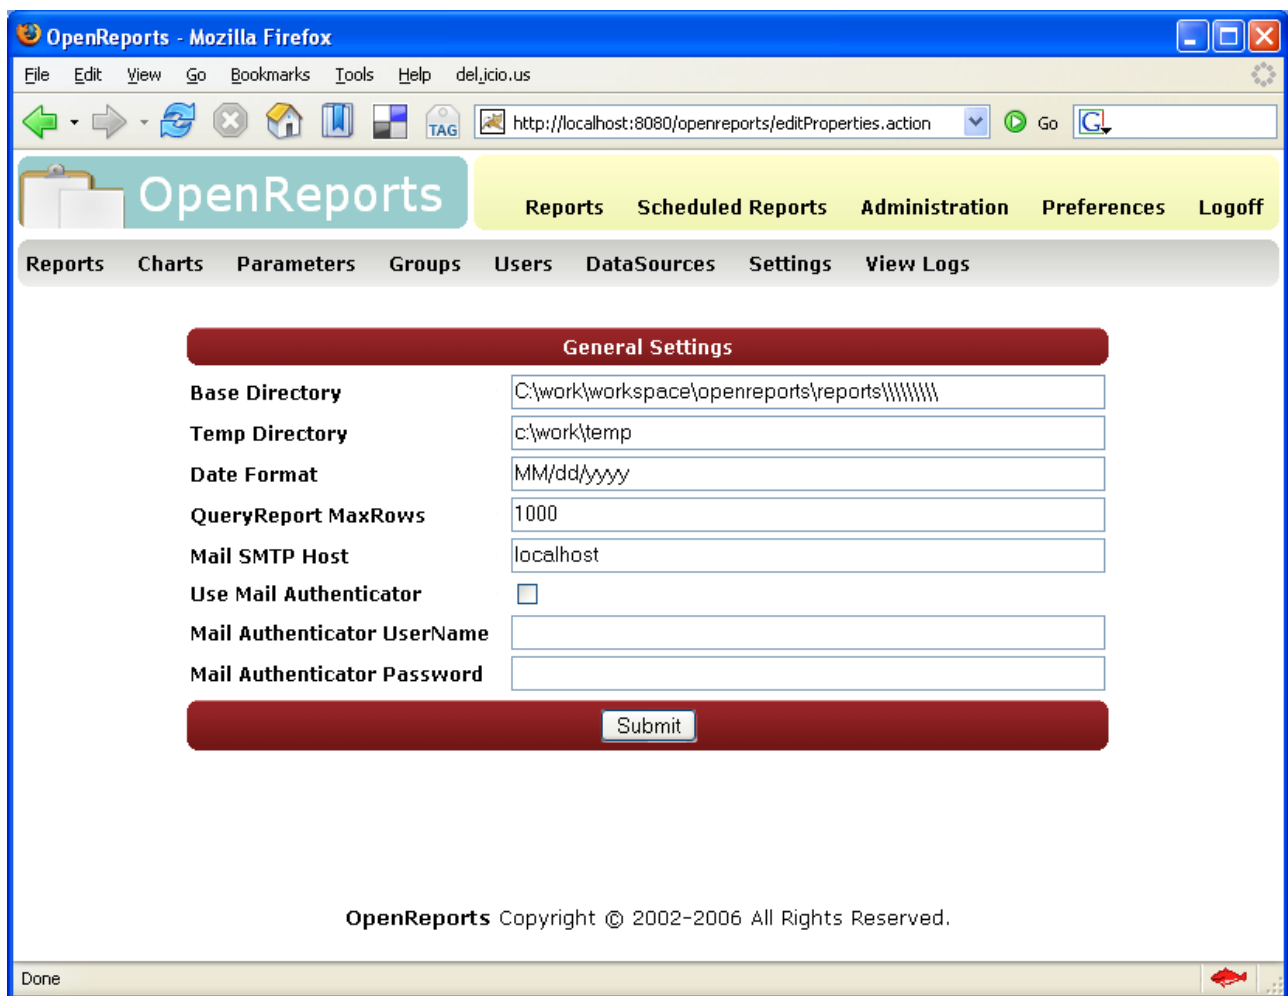 OpenReports - Mozilla Firefox
File Edit View Go Bookmarks Tools Help del.icio.us
TAG http://localhost:8080/openreports/editProperties.action Go G
OpenReports
Reports Scheduled Reports Administration Preferences Logoff
Reports Charts Parameters Groups Users DataSources Settings View Logs
General Settings
Base Directory C:\work\workspace\openreports\reports\\\\\\\\\
Temp Directory c:\work\temp
Date Format MM/dd/yyyy
QueryReport MaxRows 1000
Mail SMTP Host localhost
Use Mail Authenticator
Mail Authenticator UserName
Mail Authenticator Password
Submit
OpenReports Copyright © 2002-2006 All Rights Reserved.
Done